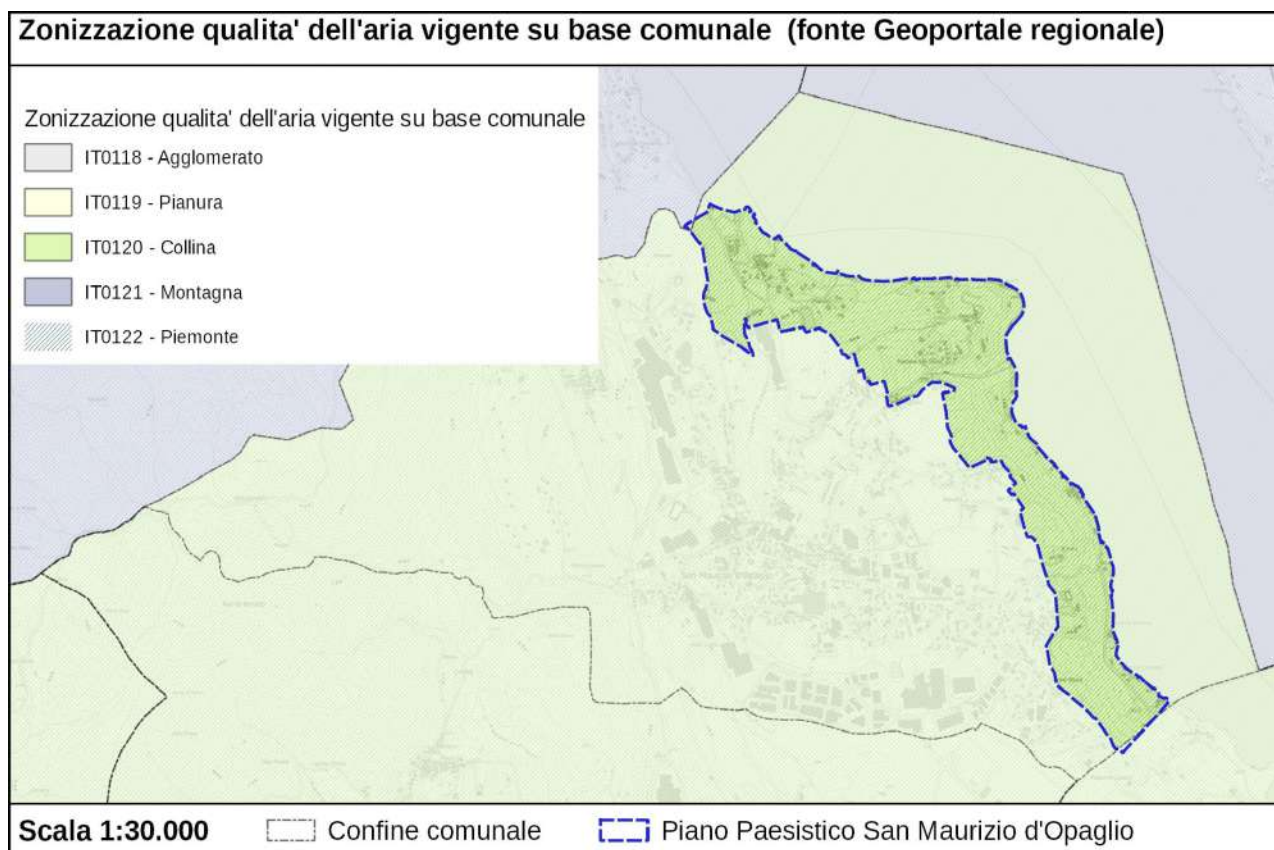 Zonizzazione qualita' dell'aria vigente su base comunale (fonte Geoportale regionale)
Zonizzazione qualita' dell'aria vigente su base comunale
IT0118 - Agglomerato
IT0119 - Pianura
IT0120 - Collina
IT0121 - Montagna
IT0122 - Piemonte
Scala 1:30.000
Confine comunale
Piano Paesistico San Maurizio d'Opaglio